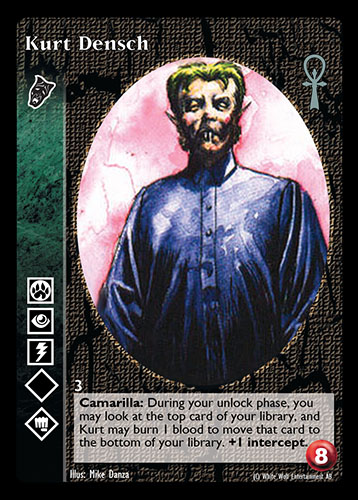 Kurt Densch
3
Camarilla: During your unlock phase, you
may look at the top card of your library, and
Kurt may burn 1 blood to move that card to
the bottom of your library. +1 intercept.
8
Illus: Mike Danza
(C) White Wolf Entertainment AB